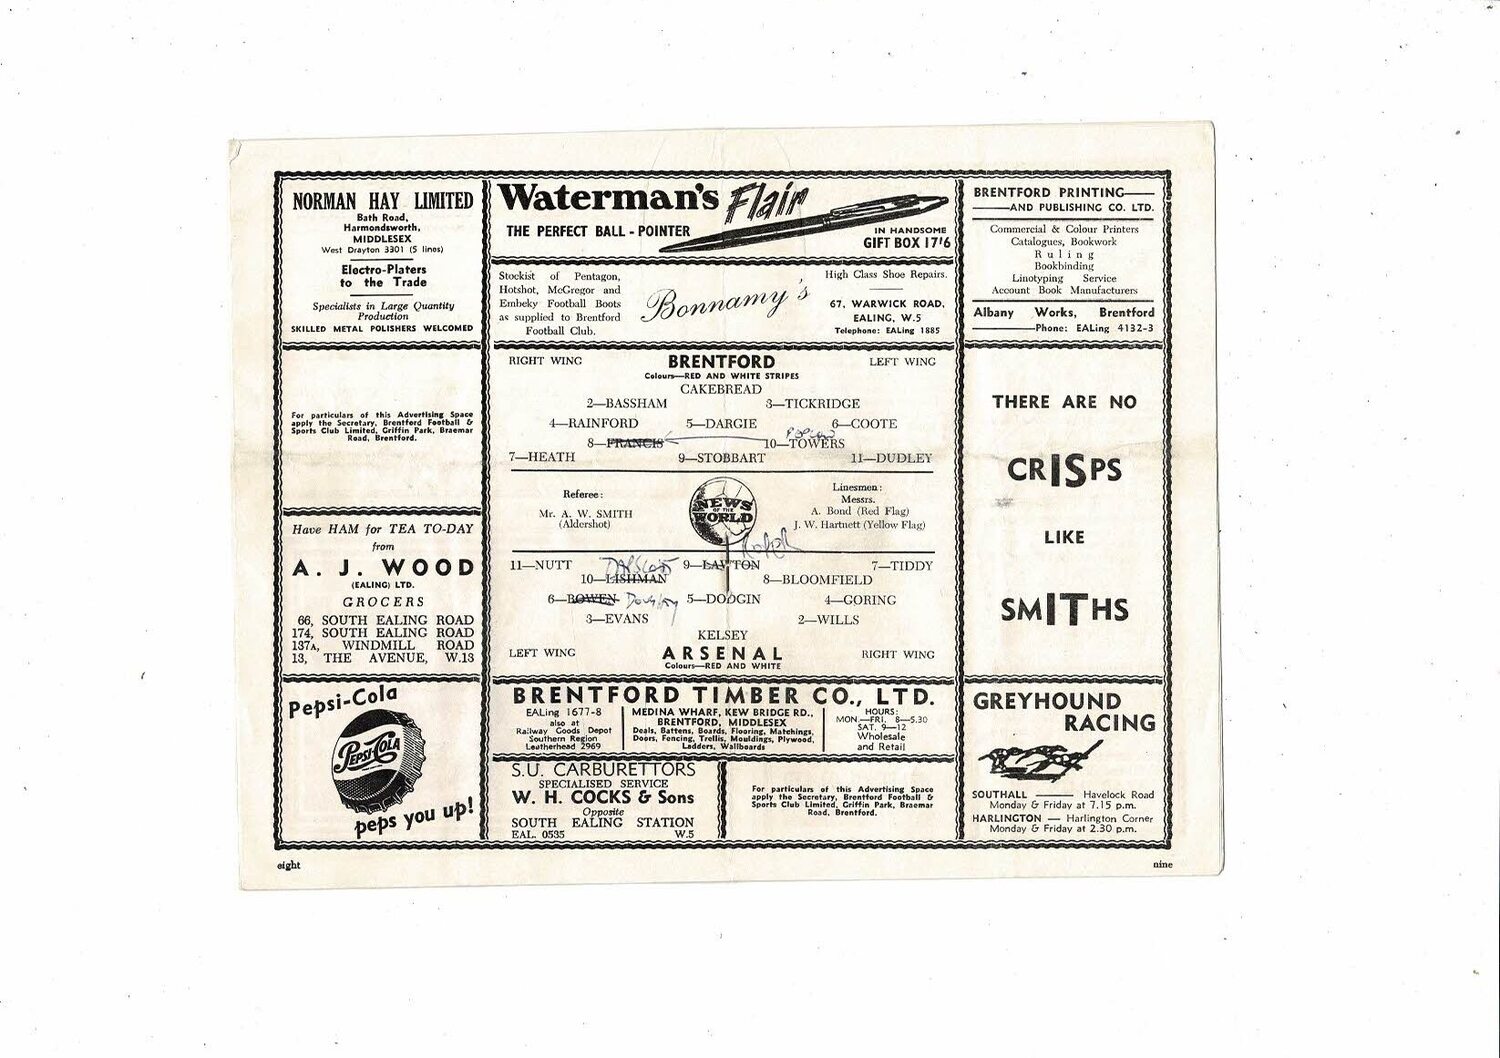 NORMAN HAY LIMITED
Bath Road,
Harmondsworth,
MIDDLESEX
West Drayton 3301 (5 lines)
Electro-Platers
to the Trade
Specialists in Large Quantity
Production
SKILLED METAL POLISHERS WELCOMED
For particulars of this Advertising Space
apply the Secretary, Brentford Football &
Sports Club Limited, Griffin Park, Braemar
Road, Brentford.
Have HAM for TEA TO-DAY
from
A. J. WOOD
(EALING) LTD.
GROCERS
66, SOUTH EALING ROAD
174, SOUTH EALING ROAD
137A, WINDMILL ROAD
13, THE AVENUE, W.13
Pepsi-Cola
PEPSI-COLA
peps you up!
Waterman's Flair
THE PERFECT BALL - POINTER
IN HANDSOME
GIFT BOX 17'6
Stockist of Pentagon,
Hotshot, McGregor and
Embeky Football Boots
as supplied to Brentford
Football Club.
Bonnamy's
High Class Shoe Repairs.
67, WARWICK ROAD,
EALING, W.5
Telephone: EALing 1885
RIGHT WING BRENTFORD LEFT WING
Colours—RED AND WHITE STRIPES
CAKEBREAD
2—BASSHAM 3—TICKRIDGE
4—RAINFORD 5—DARGIE 6—COOTE
8—FRANCIS 10—TOWERS
7—HEATH 9—STOBBART 11—DUDLEY
Referee:
Mr. A. W. SMITH
(Aldershot)
NEWS
OF THE
WORLD
Linesmen:
Messrs.
A. Bond (Red Flag)
J. W. Hartnett (Yellow Flag)
11—NUTT 9—LAWTON 7—TIDDY
10—LISHMAN 8—BLOOMFIELD
6—BOWEN 5—DODGIN 4—GORING
3—EVANS 2—WILLS
KELSEY
LEFT WING ARSENAL RIGHT WING
Colours—RED AND WHITE
BRENTFORD TIMBER CO., LTD.
EALing 1677-8
also at
Railway Goods Depot
Southern Region
Leatherhead 2969
MEDINA WHARF, KEW BRIDGE RD.,
BRENTFORD, MIDDLESEX
Deals, Battens, Boards, Flooring, Matchings,
Doors, Fencing, Trellis, Mouldings, Plywood,
Ladders, Wallboards
HOURS:
MON.—FRI. 8—5.30
SAT. 9—12
Wholesale
and Retail
S.U. CARBURETTORS
SPECIALISED SERVICE
W. H. COCKS & Sons
Opposite
SOUTH EALING STATION
EAL. 0535 W.5
For particulars of this Advertising Space
apply the Secretary, Brentford Football &
Sports Club Limited, Griffin Park, Braemar
Road, Brentford.
BRENTFORD PRINTING—
—AND PUBLISHING CO. LTD.
Commercial & Colour Printers
Catalogues, Bookwork
Ruling
Bookbinding
Linotyping Service
Account Book Manufacturers
Albany Works, Brentford
—Phone: EALing 4132-3
THERE ARE NO
CRISPS
LIKE
SMITHS
GREYHOUND
RACING
SOUTHALL — Havelock Road
Monday & Friday at 7.15 p.m.
HARLINGTON — Harlington Corner
Monday & Friday at 2.30 p.m.
eight
nine